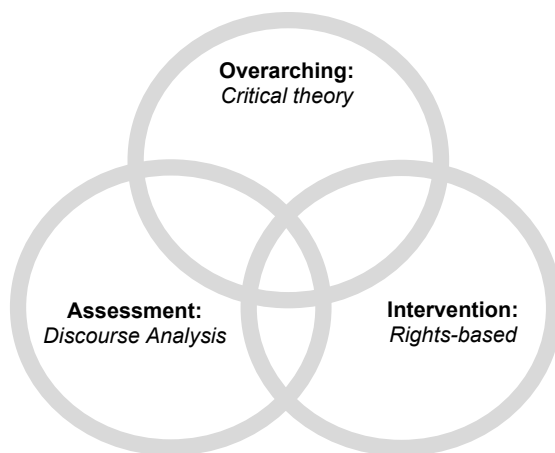 Overarching:
Critical theory
Assessment:
Discourse Analysis
Intervention:
Rights-based